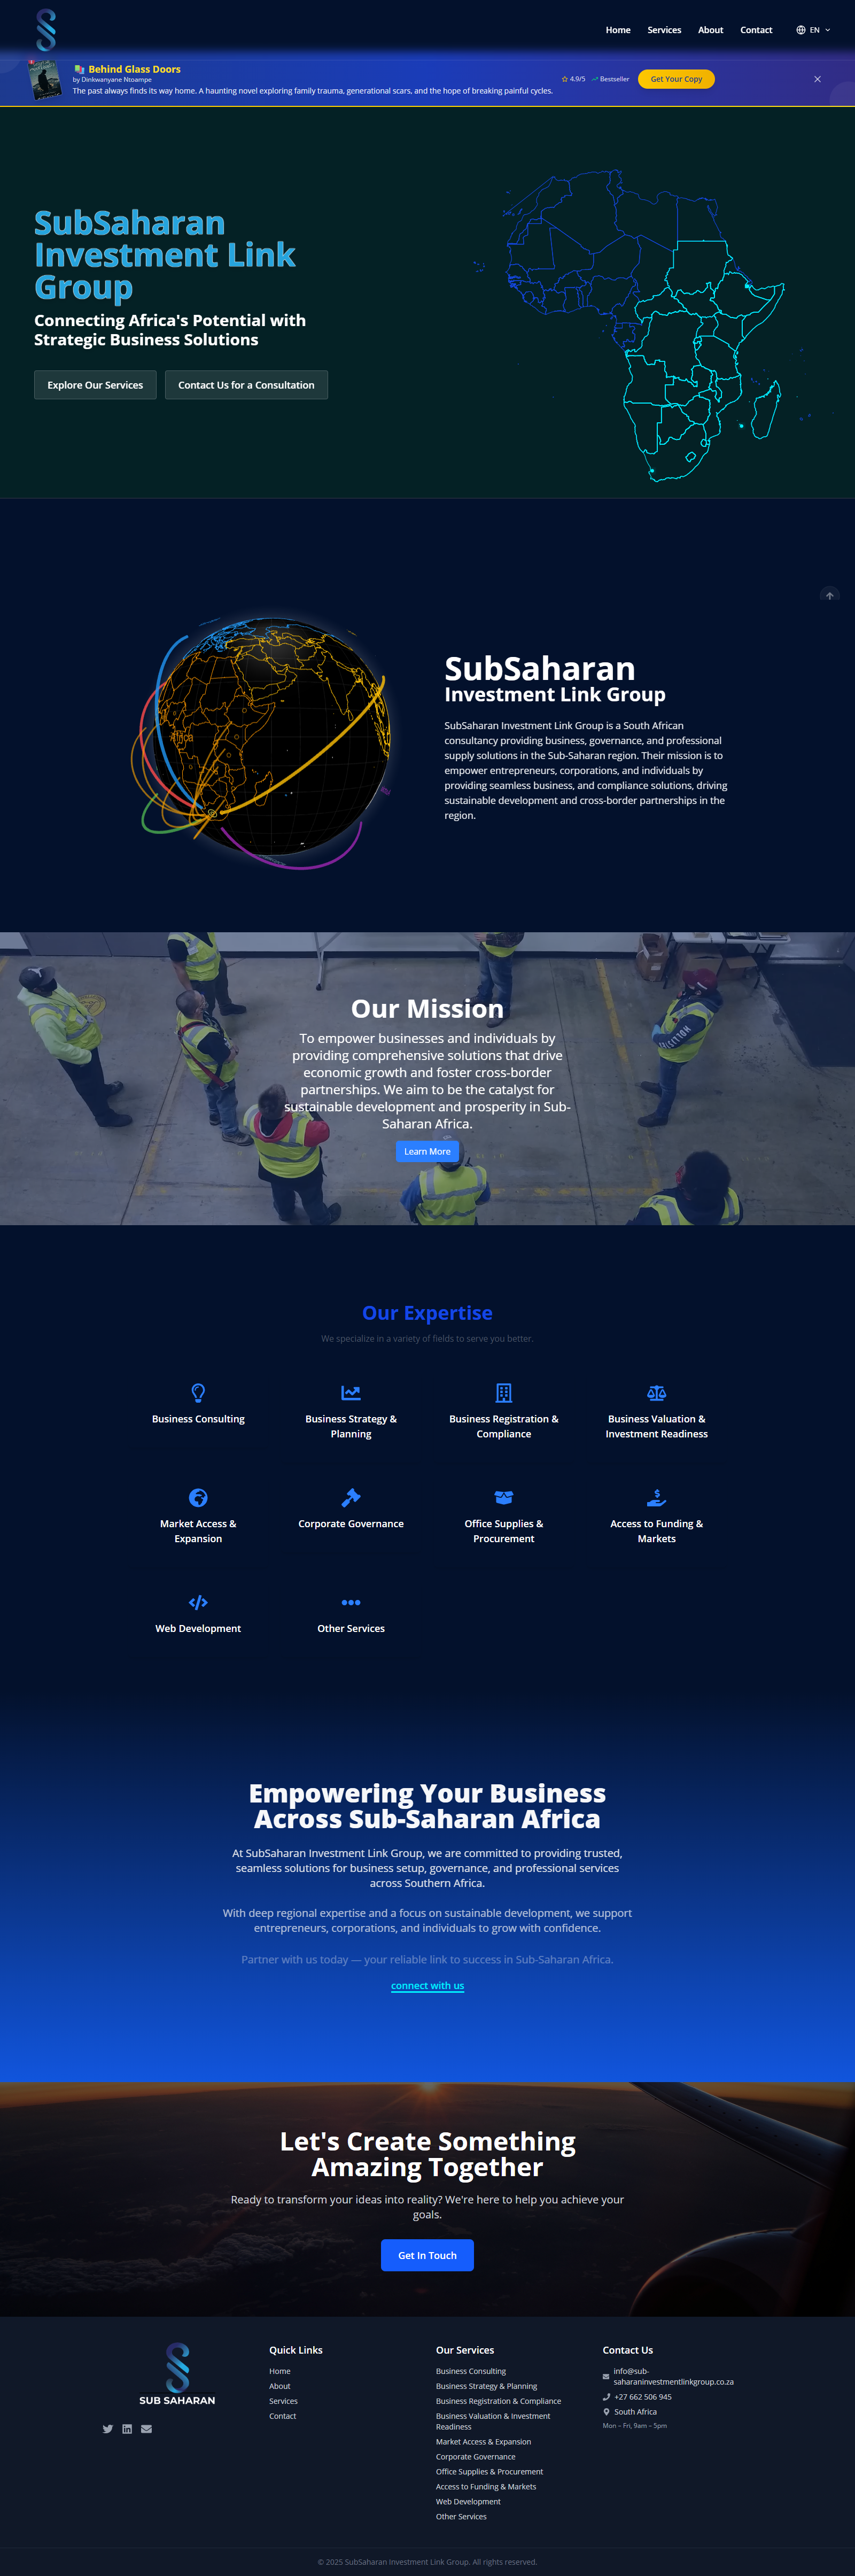 Home
Services
About
Contact
EN
Behind Glass Doors
by Dinkwanyane Ntoampe
The past always finds its way home. A haunting novel exploring family trauma, generational scars, and the hope of breaking painful cycles.
4.9/5
Bestseller
Get Your Copy
SubSaharan
Investment Link
Group
Connecting Africa's Potential with
Strategic Business Solutions
Explore Our Services
Contact Us for a Consultation
Africa
SubSaharan
Investment Link Group
SubSaharan Investment Link Group is a South African
consultancy providing business, governance, and professional
supply solutions in the Sub-Saharan region. Their mission is to
empower entrepreneurs, corporations, and individuals by
providing seamless business, and compliance solutions, driving
sustainable development and cross-border partnerships in the
region.
Our Mission
To empower businesses and individuals by
providing comprehensive solutions that drive
economic growth and foster cross-border
partnerships. We aim to be the catalyst for
sustainable development and prosperity in Sub-
Saharan Africa.
Learn More
Our Expertise
We specialize in a variety of fields to serve you better.
Business Consulting
Business Strategy &
Planning
Business Registration &
Compliance
Business Valuation &
Investment Readiness
Market Access &
Expansion
Corporate Governance
Office Supplies &
Procurement
Access to Funding &
Markets
Web Development
Other Services
Empowering Your Business
Across Sub-Saharan Africa
At SubSaharan Investment Link Group, we are committed to providing trusted,
seamless solutions for business setup, governance, and professional services
across Southern Africa.
With deep regional expertise and a focus on sustainable development, we support
entrepreneurs, corporations, and individuals to grow with confidence.
Partner with us today — your reliable link to success in Sub-Saharan Africa.
connect with us
Let's Create Something
Amazing Together
Ready to transform your ideas into reality? We're here to help you achieve your
goals.
Get In Touch
SUB SAHARAN
Quick Links
Home
About
Services
Contact
Our Services
Business Consulting
Business Strategy & Planning
Business Registration & Compliance
Business Valuation & Investment
Readiness
Market Access & Expansion
Corporate Governance
Office Supplies & Procurement
Access to Funding & Markets
Web Development
Other Services
Contact Us
info@sub-
saharaninvestmentlinkgroup.co.za
+27 662 506 945
South Africa
Mon – Fri, 9am – 5pm
© 2025 SubSaharan Investment Link Group. All rights reserved.